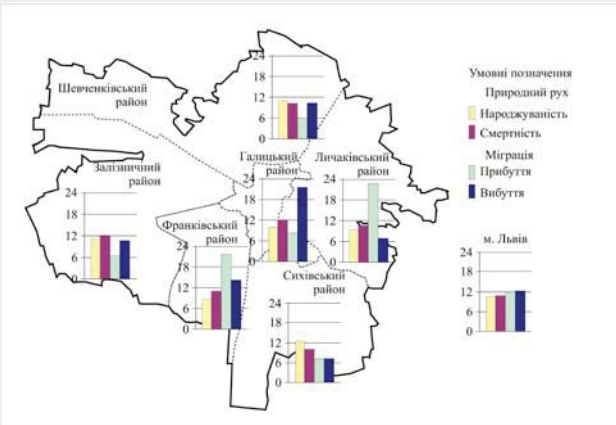 Шевченківський
район
24
18
12
6
0
Умовні позначення
Природний рух
Народжуваність
Смертність
Міграція
Прибуття
Вибуття
Залізничний
район
24
18
12
6
0
Галицький
район
24
18
12
6
0
Личаківський
район
24
18
12
6
0
Франківський
район
24
18
12
6
0
Сихівський
район
24
18
12
6
0
м. Львів
24
18
12
6
0